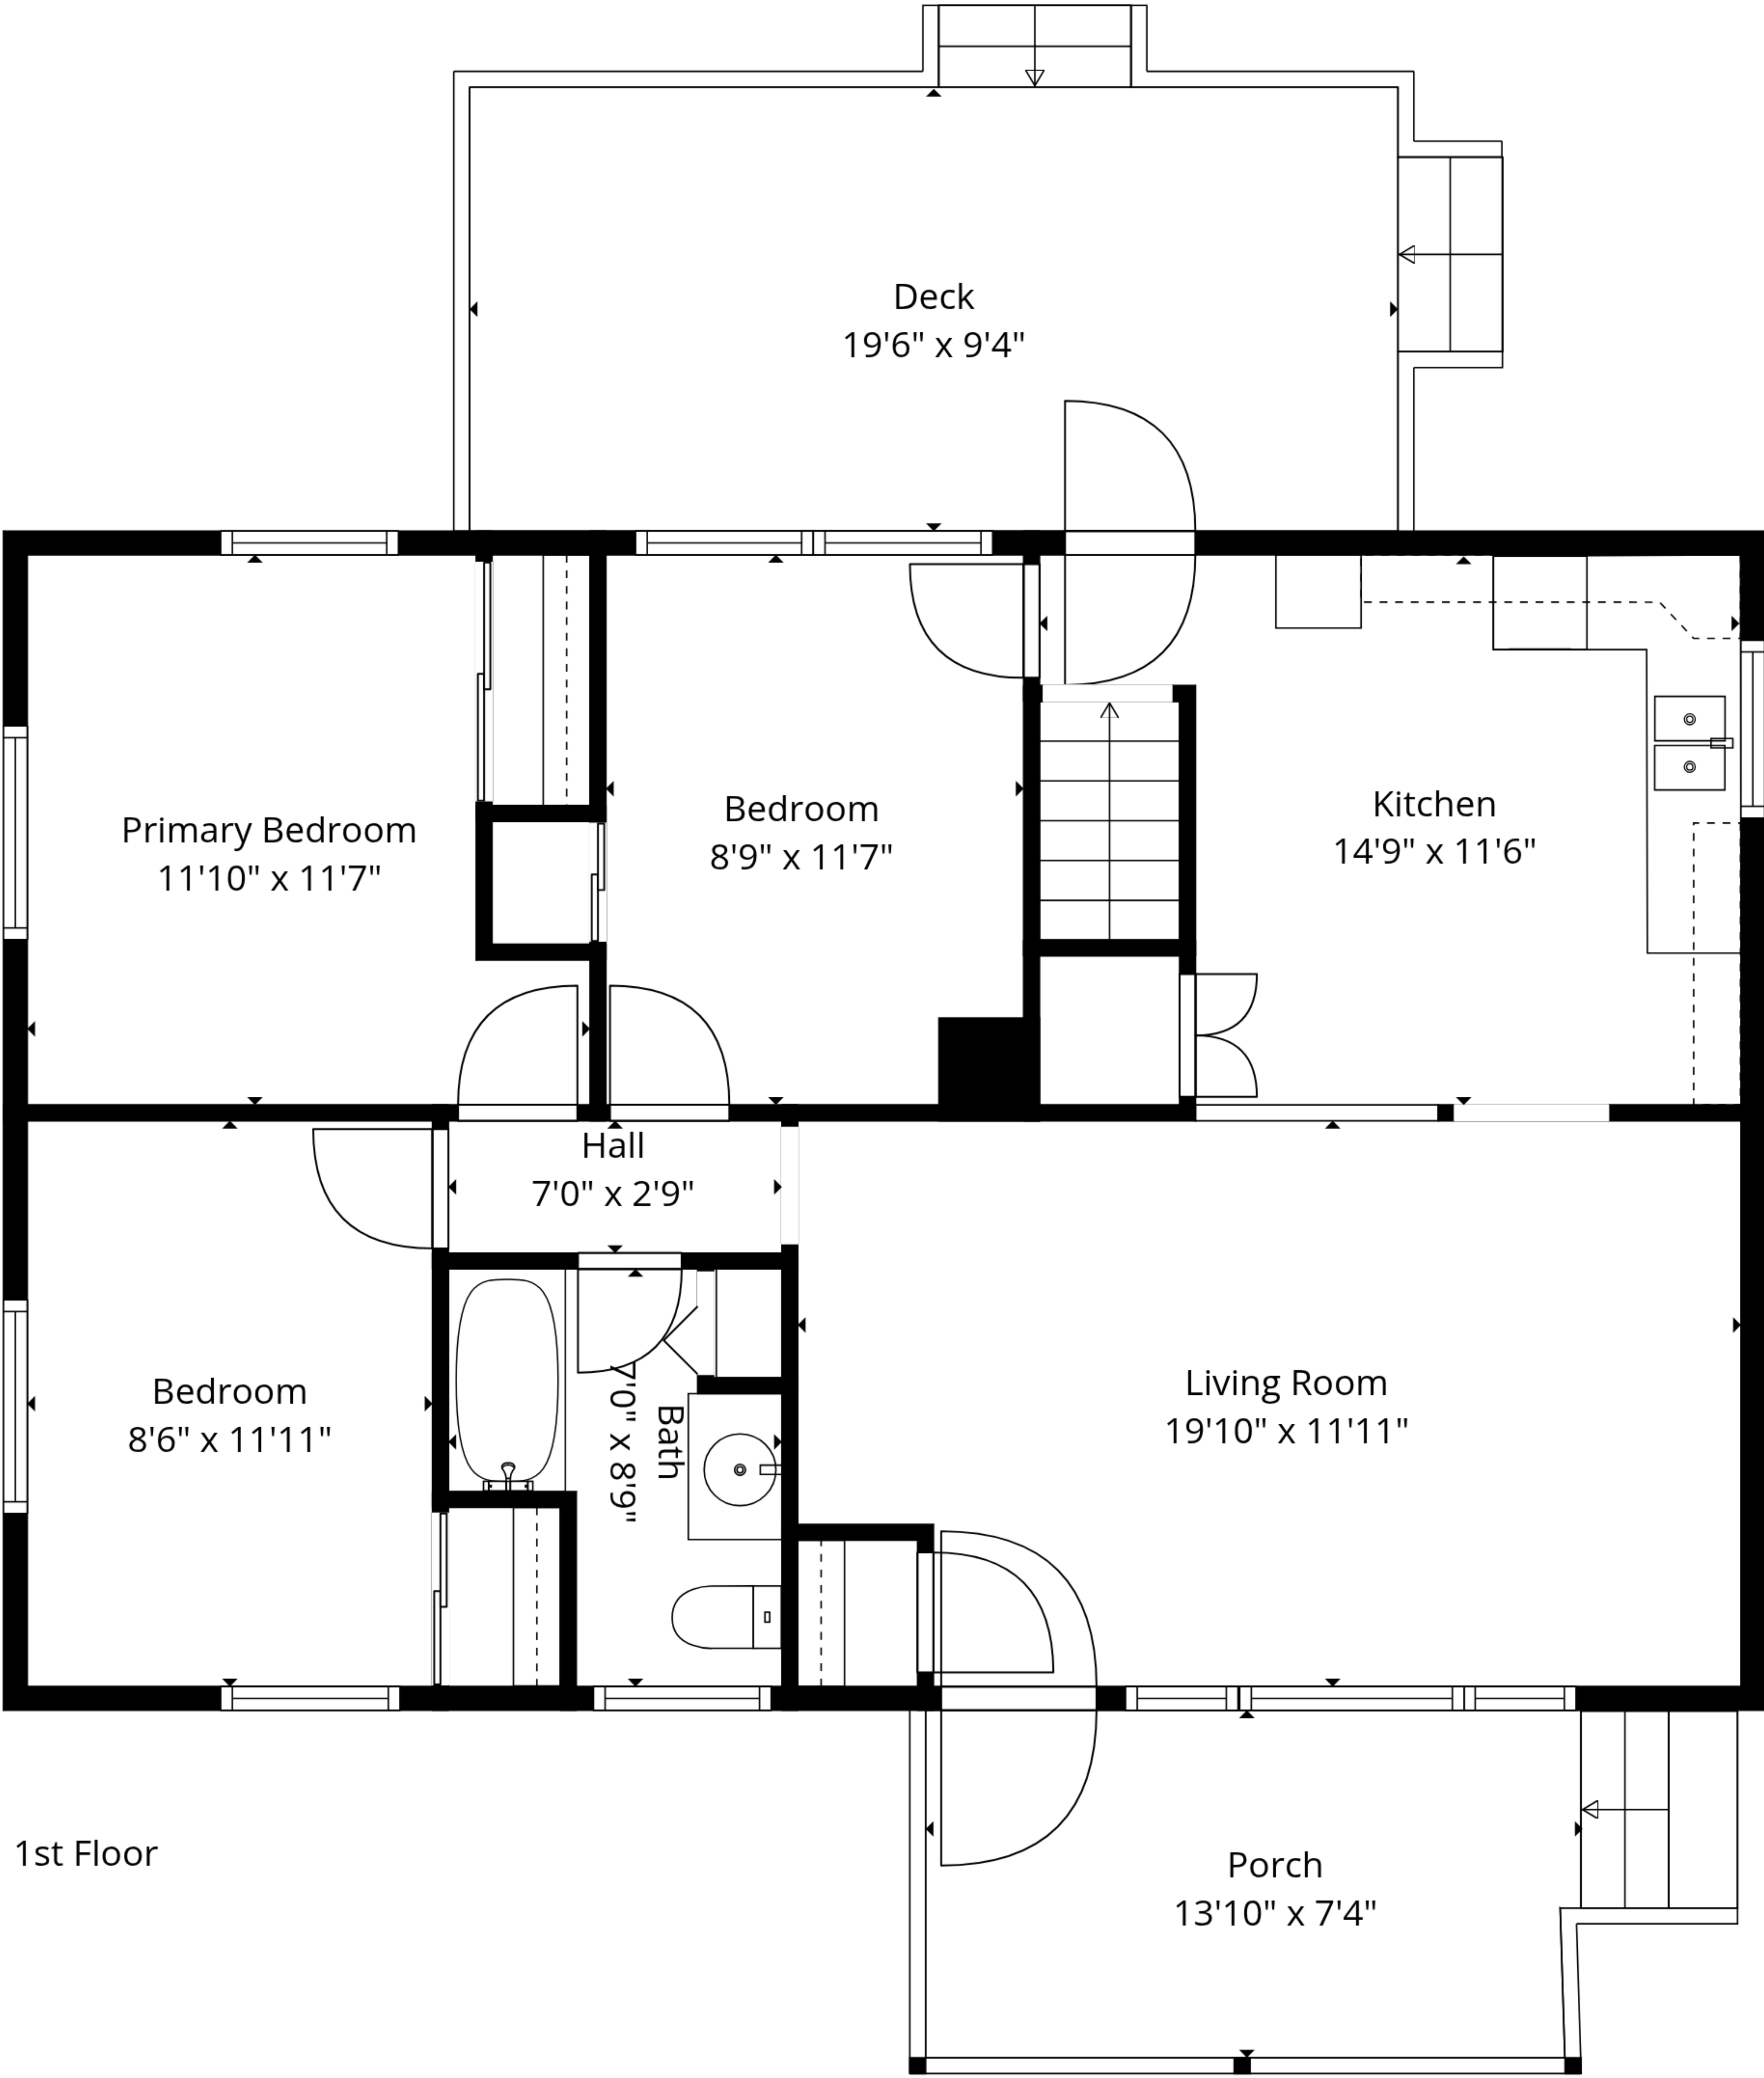 Deck
19'6" x 9'4"
Primary Bedroom
11'10" x 11'7"
Bedroom
8'9" x 11'7"
Kitchen
14'9" x 11'6"
Hall
7'0" x 2'9"
Bedroom
8'6" x 11'11"
Bath
7'0" x 8'9"
Living Room
19'10" x 11'11"
1st Floor
Porch
13'10" x 7'4"